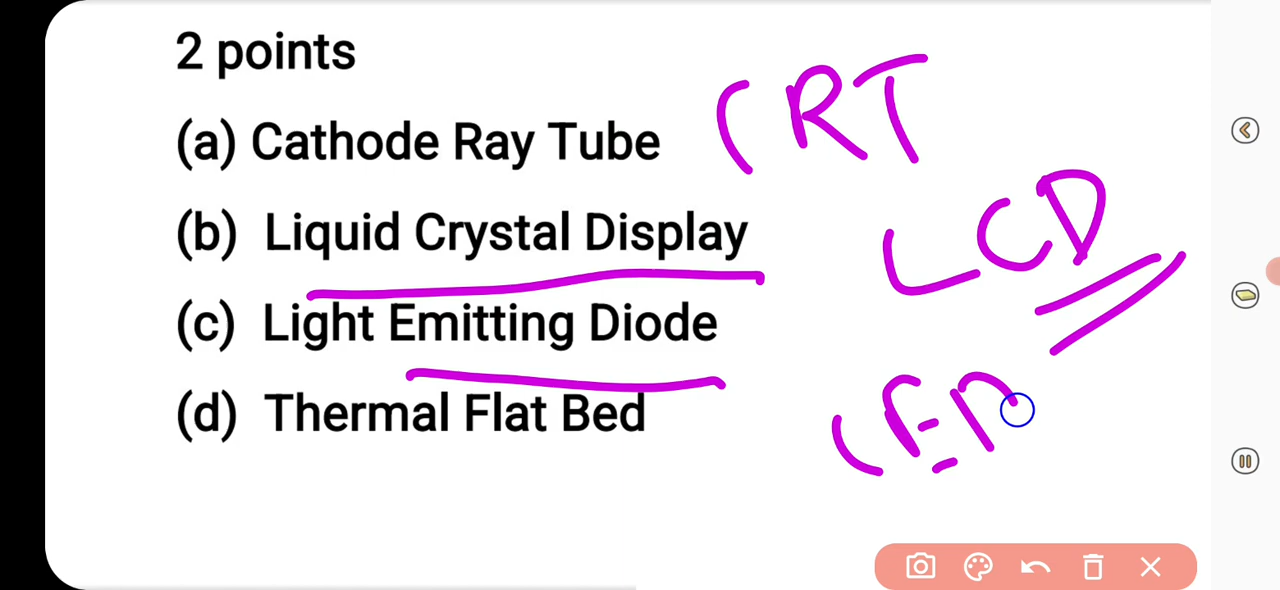 2 points
(a) Cathode Ray Tube CRT
(b) Liquid Crystal Display LCD
(c) Light Emitting Diode
(d) Thermal Flat Bed